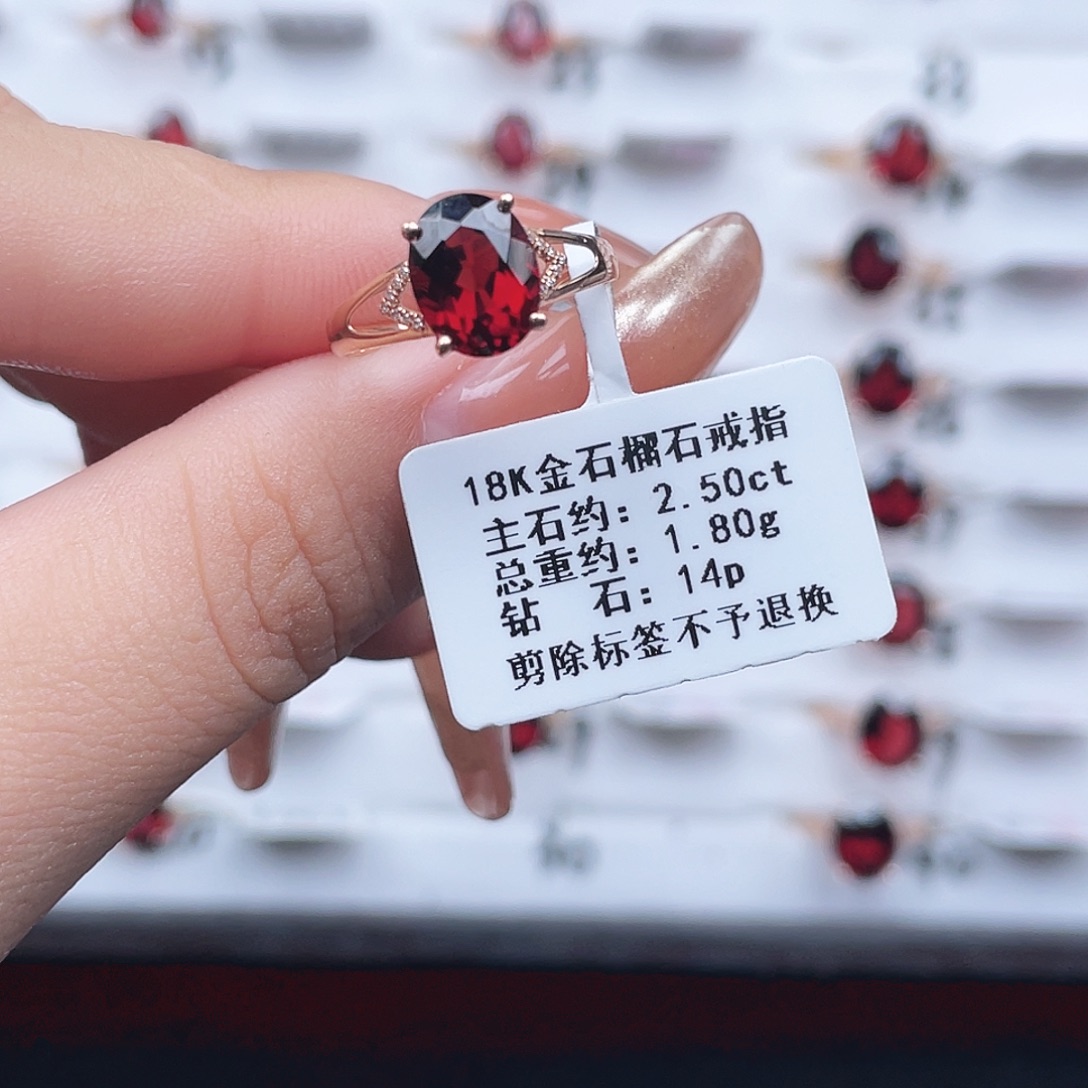 18K金石榴石戒指
主石约：2.50ct
总重约：1.80g
钻 石：14p
剪除标签不予退换